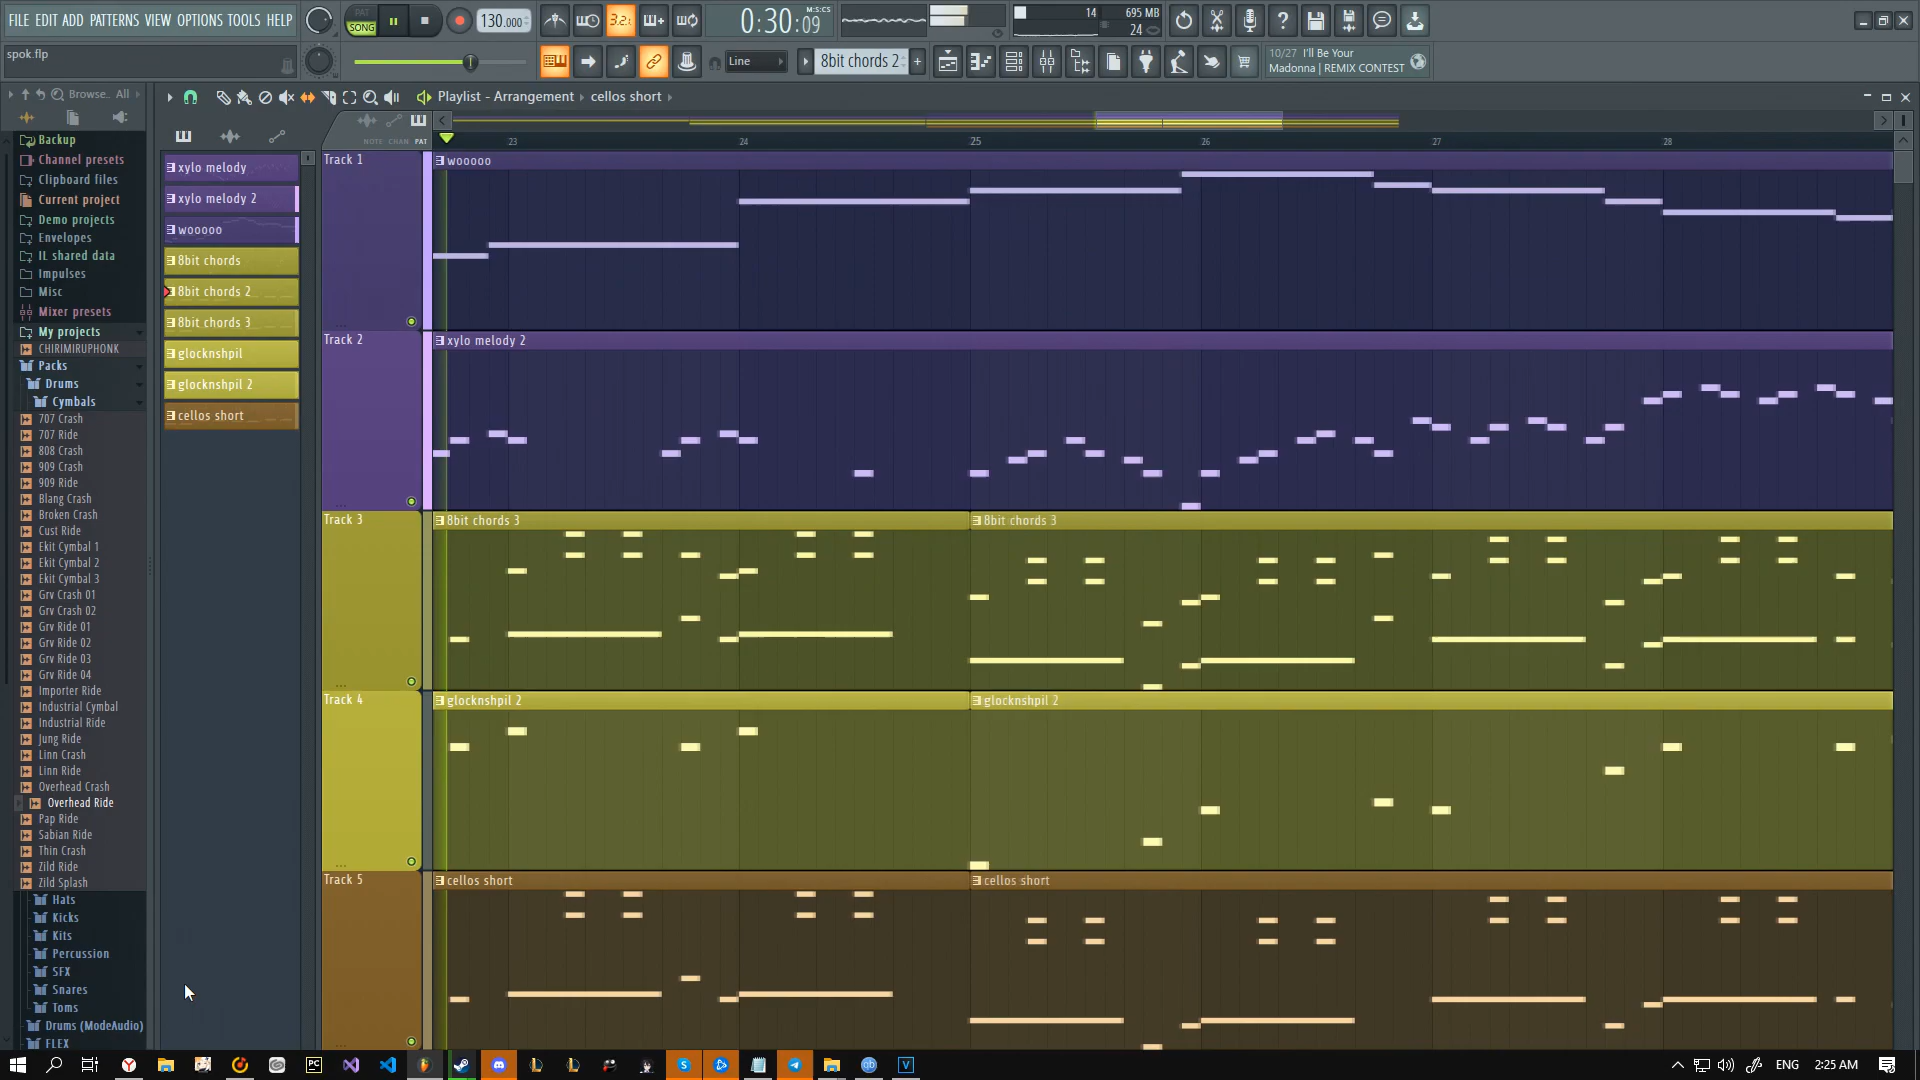 FILE EDIT ADD PATTERNS VIEW OPTIONS TOOLS HELP
PAT
SONG
130.000
3.2.
0:30:09
M:S:CS
14
695 MB
24
spok.flp
Line
8bit chords 2
10/27 I'll Be Your
Madonna | REMIX CONTEST
Browse.. All
Playlist - Arrangement
cellos short
NOTE CHAN PAT
23
24
25
26
27
28
Backup
Channel presets
Clipboard files
Current project
Demo projects
Envelopes
IL shared data
Impulses
Misc
Mixer presets
My projects
CHIRIMIRUPHONK
Packs
Drums
Cymbals
707 Crash
707 Ride
808 Crash
909 Crash
909 Ride
Blang Crash
Broken Crash
Cust Ride
Ekit Cymbal 1
Ekit Cymbal 2
Ekit Cymbal 3
Grv Crash 01
Grv Crash 02
Grv Ride 01
Grv Ride 02
Grv Ride 03
Grv Ride 04
Importer Ride
Industrial Cymbal
Industrial Ride
Jung Ride
Linn Crash
Linn Ride
Overhead Crash
Overhead Ride
Pap Ride
Sabian Ride
Thin Crash
Zild Ride
Zild Splash
Hats
Kicks
Kits
Percussion
SFX
Snares
Toms
Drums (ModeAudio)
FLEX
xylo melody
xylo melody 2
wooooo
8bit chords
8bit chords 2
8bit chords 3
glocknshpil
glocknshpil 2
cellos short
Track 1
wooooo
Track 2
xylo melody 2
Track 3
8bit chords 3
8bit chords 3
Track 4
glocknshpil 2
glocknshpil 2
Track 5
cellos short
cellos short
ENG
2:25 AM